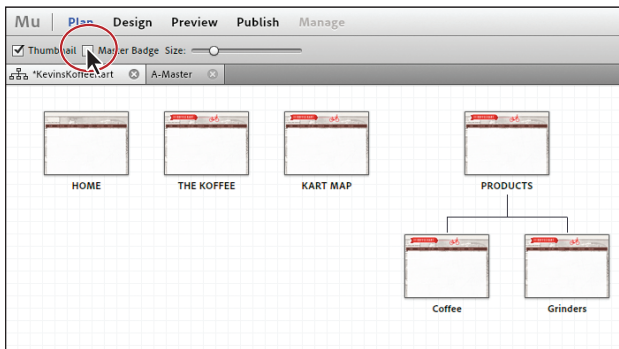 Mu Plan Design Preview Publish Manage
Thumbnail Master Badge Size:
*KevinsKoffeeKart A-Master
HOME THE KOFFEE KART MAP PRODUCTS
Coffee Grinders